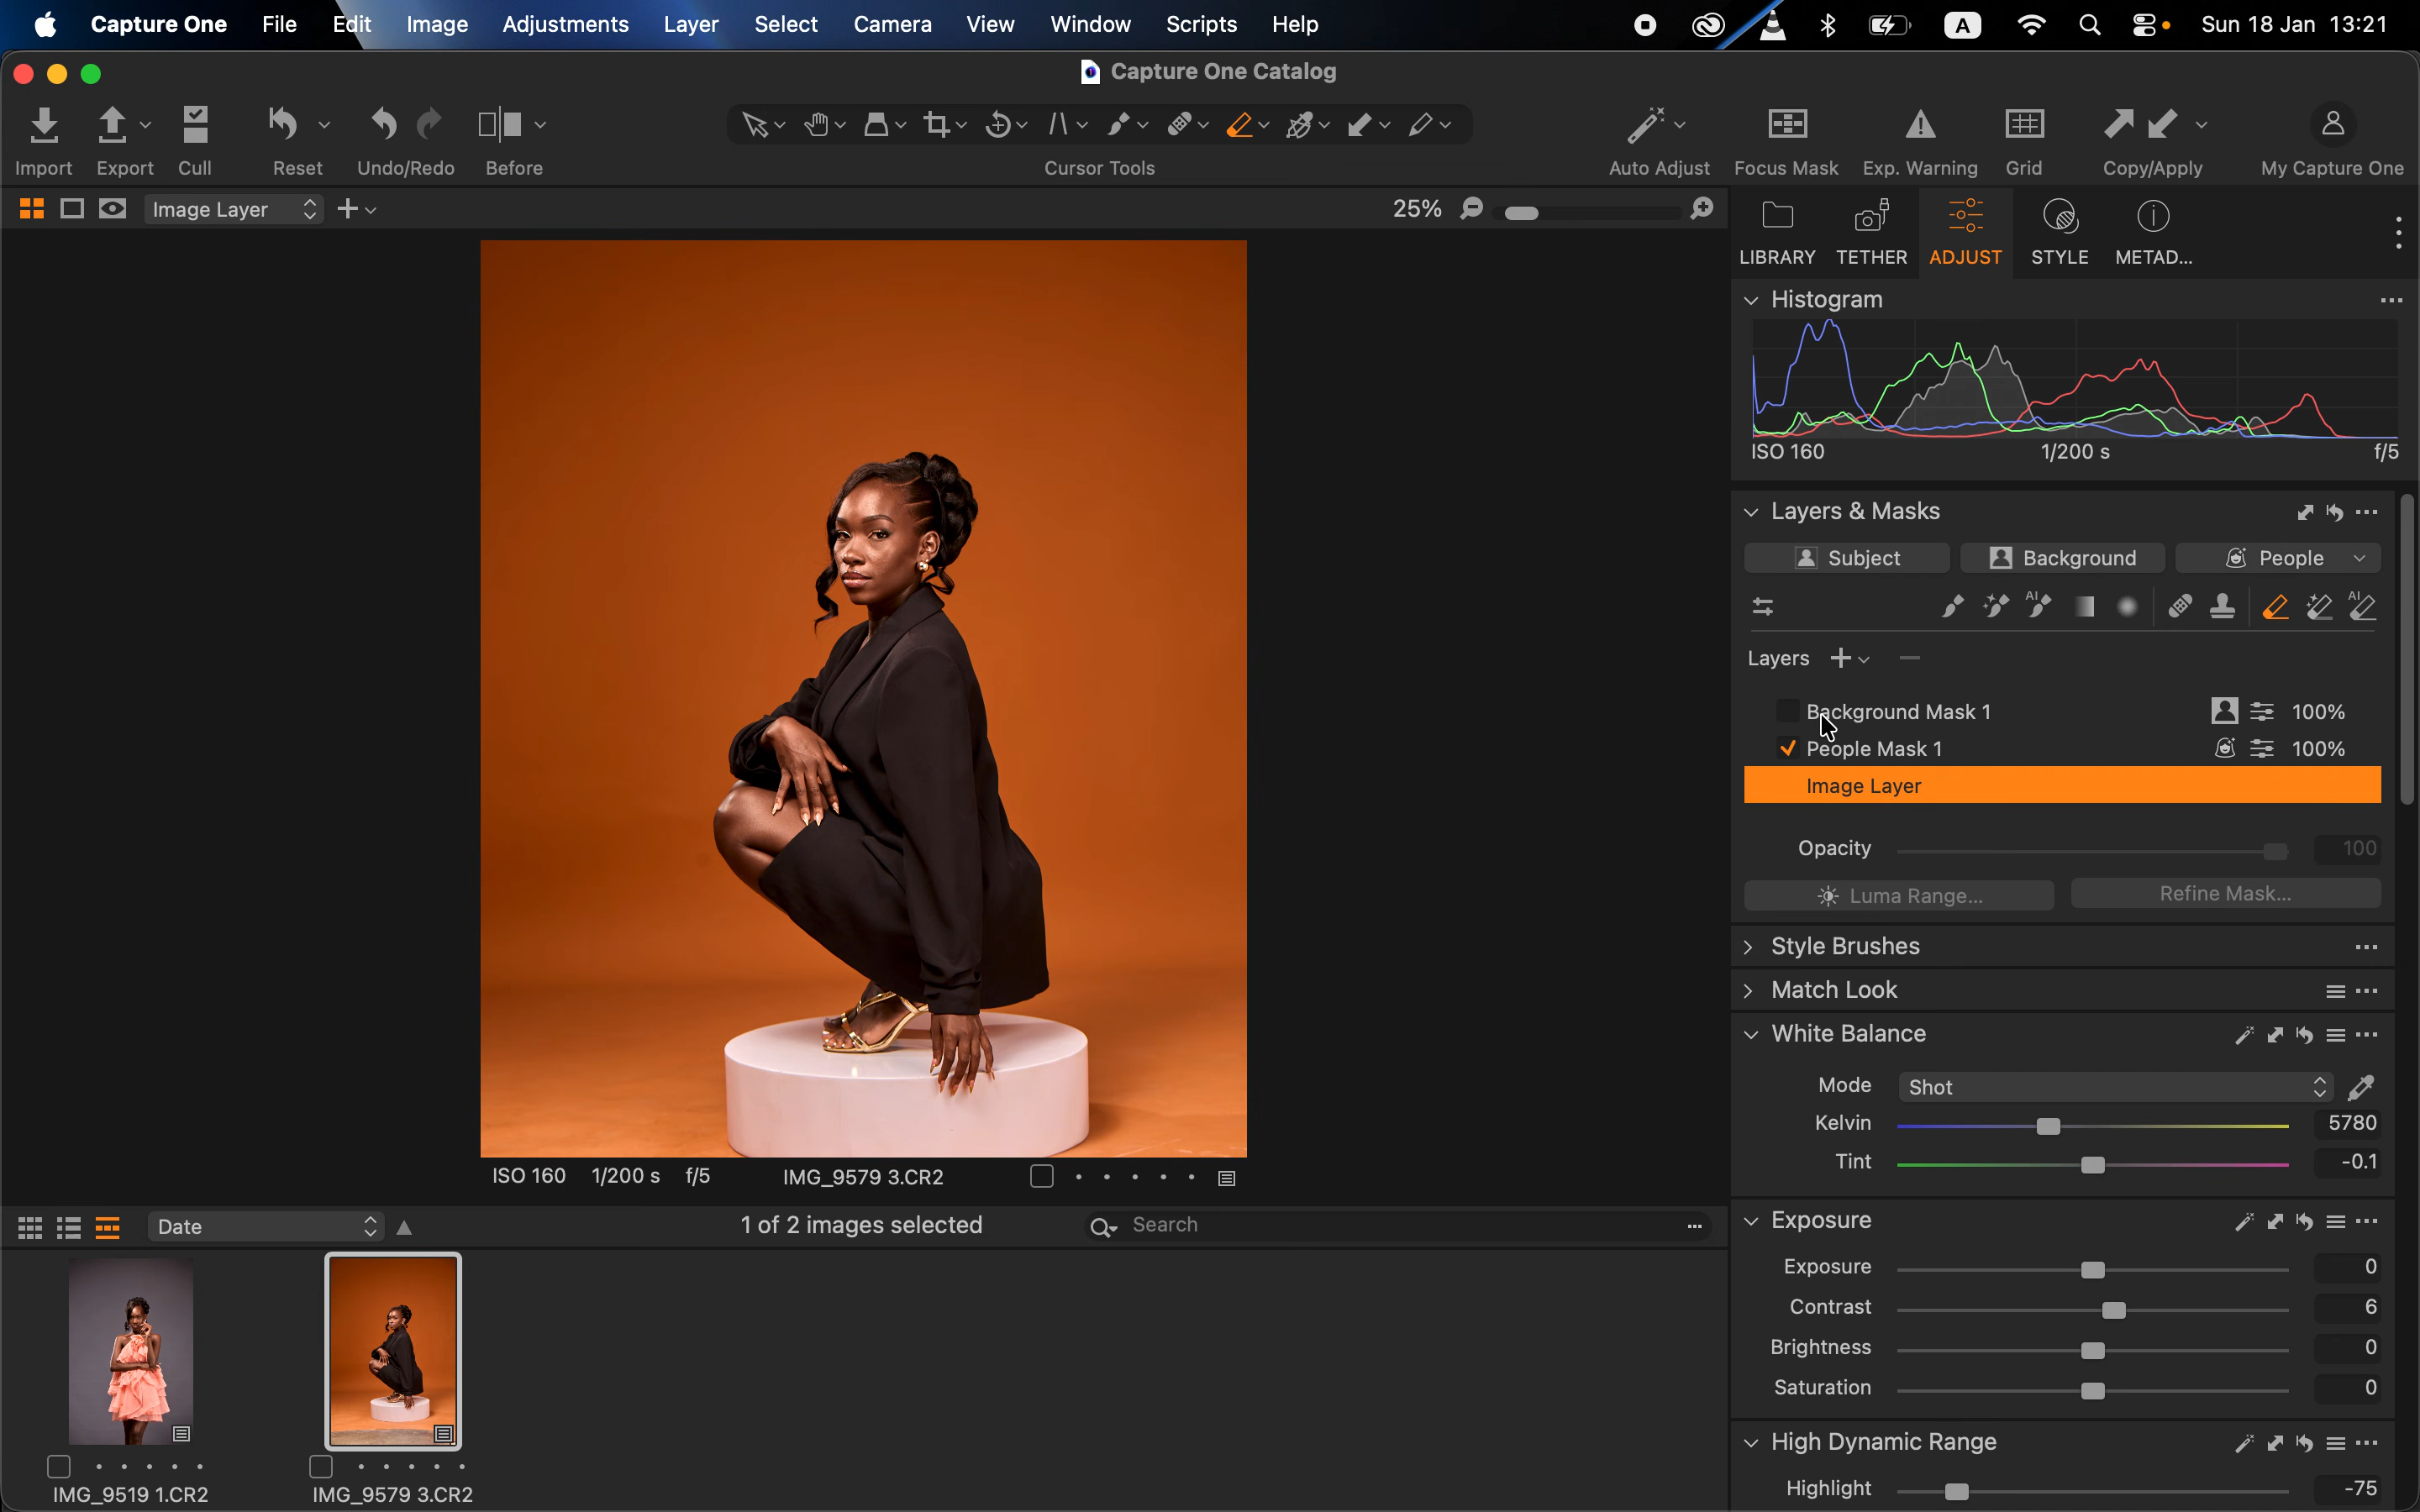 Capture One File Edit Image Adjustments Layer Select Camera View Window Scripts Help A Sun 18 Jan 13:21
Capture One Catalog
Import Export Cull Reset Undo/Redo Before Cursor Tools Auto Adjust Focus Mask Exp. Warning Grid Copy/Apply My Capture One
Image Layer 25%
LIBRARY TETHER ADJUST STYLE METAD...
Histogram
ISO 160 1/200 s f/5
Layers & Masks
Subject Background People
AI AI
Layers
Background Mask 1 100%
People Mask 1 100%
Image Layer
Opacity 100
Luma Range... Refine Mask...
Style Brushes
Match Look
White Balance
Mode Shot
Kelvin 5780
Tint -0.1
Exposure
Exposure 0
Contrast 6
Brightness 0
Saturation 0
High Dynamic Range
Highlight -75
ISO 160 1/200 s f/5 IMG_9579 3.CR2
Date 1 of 2 images selected Search
IMG_9519 1.CR2 IMG_9579 3.CR2